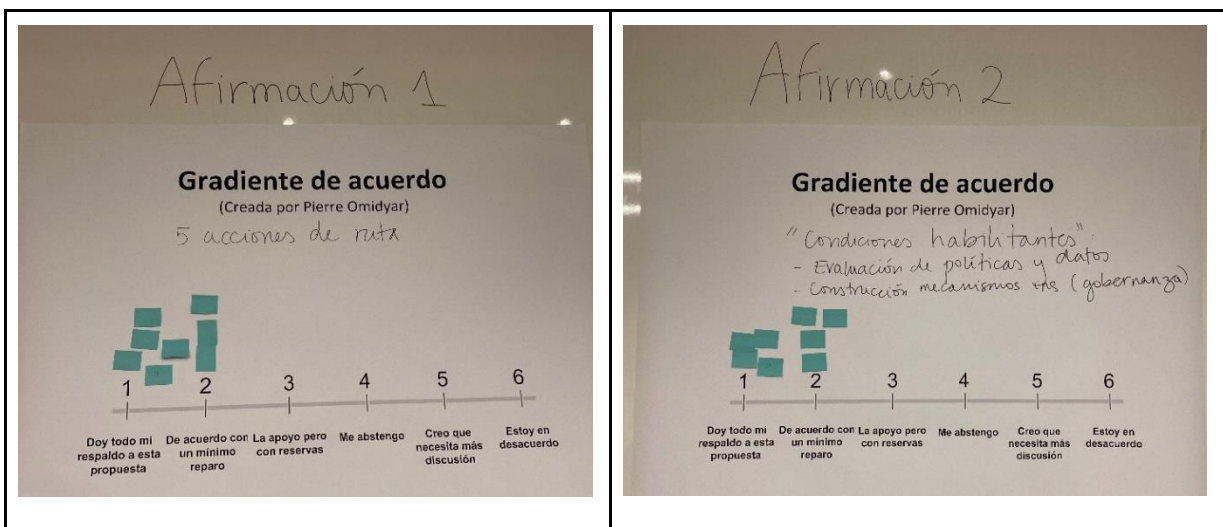 Afirmación 1
Gradiente de acuerdo
(Creada por Pierre Omidyar)
5 acciones de ruta
1 2 3 4 5 6
Doy todo mi respaldo a esta propuesta
De acuerdo con un mínimo reparo
La apoyo pero con reservas
Me abstengo
Creo que necesita más discusión
Estoy en desacuerdo
Afirmación 2
Gradiente de acuerdo
(Creada por Pierre Omidyar)
"Condiciones habilitantes":
- Evaluación de políticas y datos
- Construcción mecanismos (gobernanza)
1 2 3 4 5 6
Doy todo mi respaldo a esta propuesta
De acuerdo con un mínimo reparo
La apoyo pero con reservas
Me abstengo
Creo que necesita más discusión
Estoy en desacuerdo